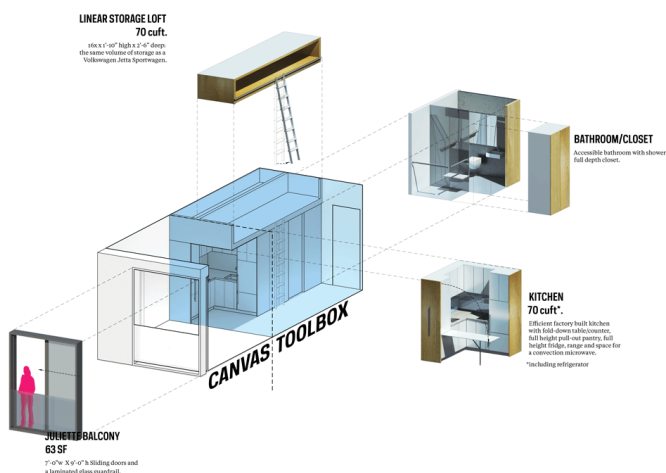 LINEAR STORAGE LOFT
70 cuft.
16x x 1'-10" high x 2'-6" deep:
the same volume of storage as a
Volkswagen Jetta Sportwagen.
BATHROOM/CLOSET
Accessible bathroom with shower
full depth closet.
CANVAS TOOLBOX
KITCHEN
70 cuft*.
Efficient factory built kitchen
with fold-down table/counter,
full height pull-out pantry, full
height fridge, range and space for
a convection microwave.
*including refrigerator
JULIETTE BALCONY
63 SF
7'-0"w X 9'-0" h Sliding doors and
a laminated glass guardrail.